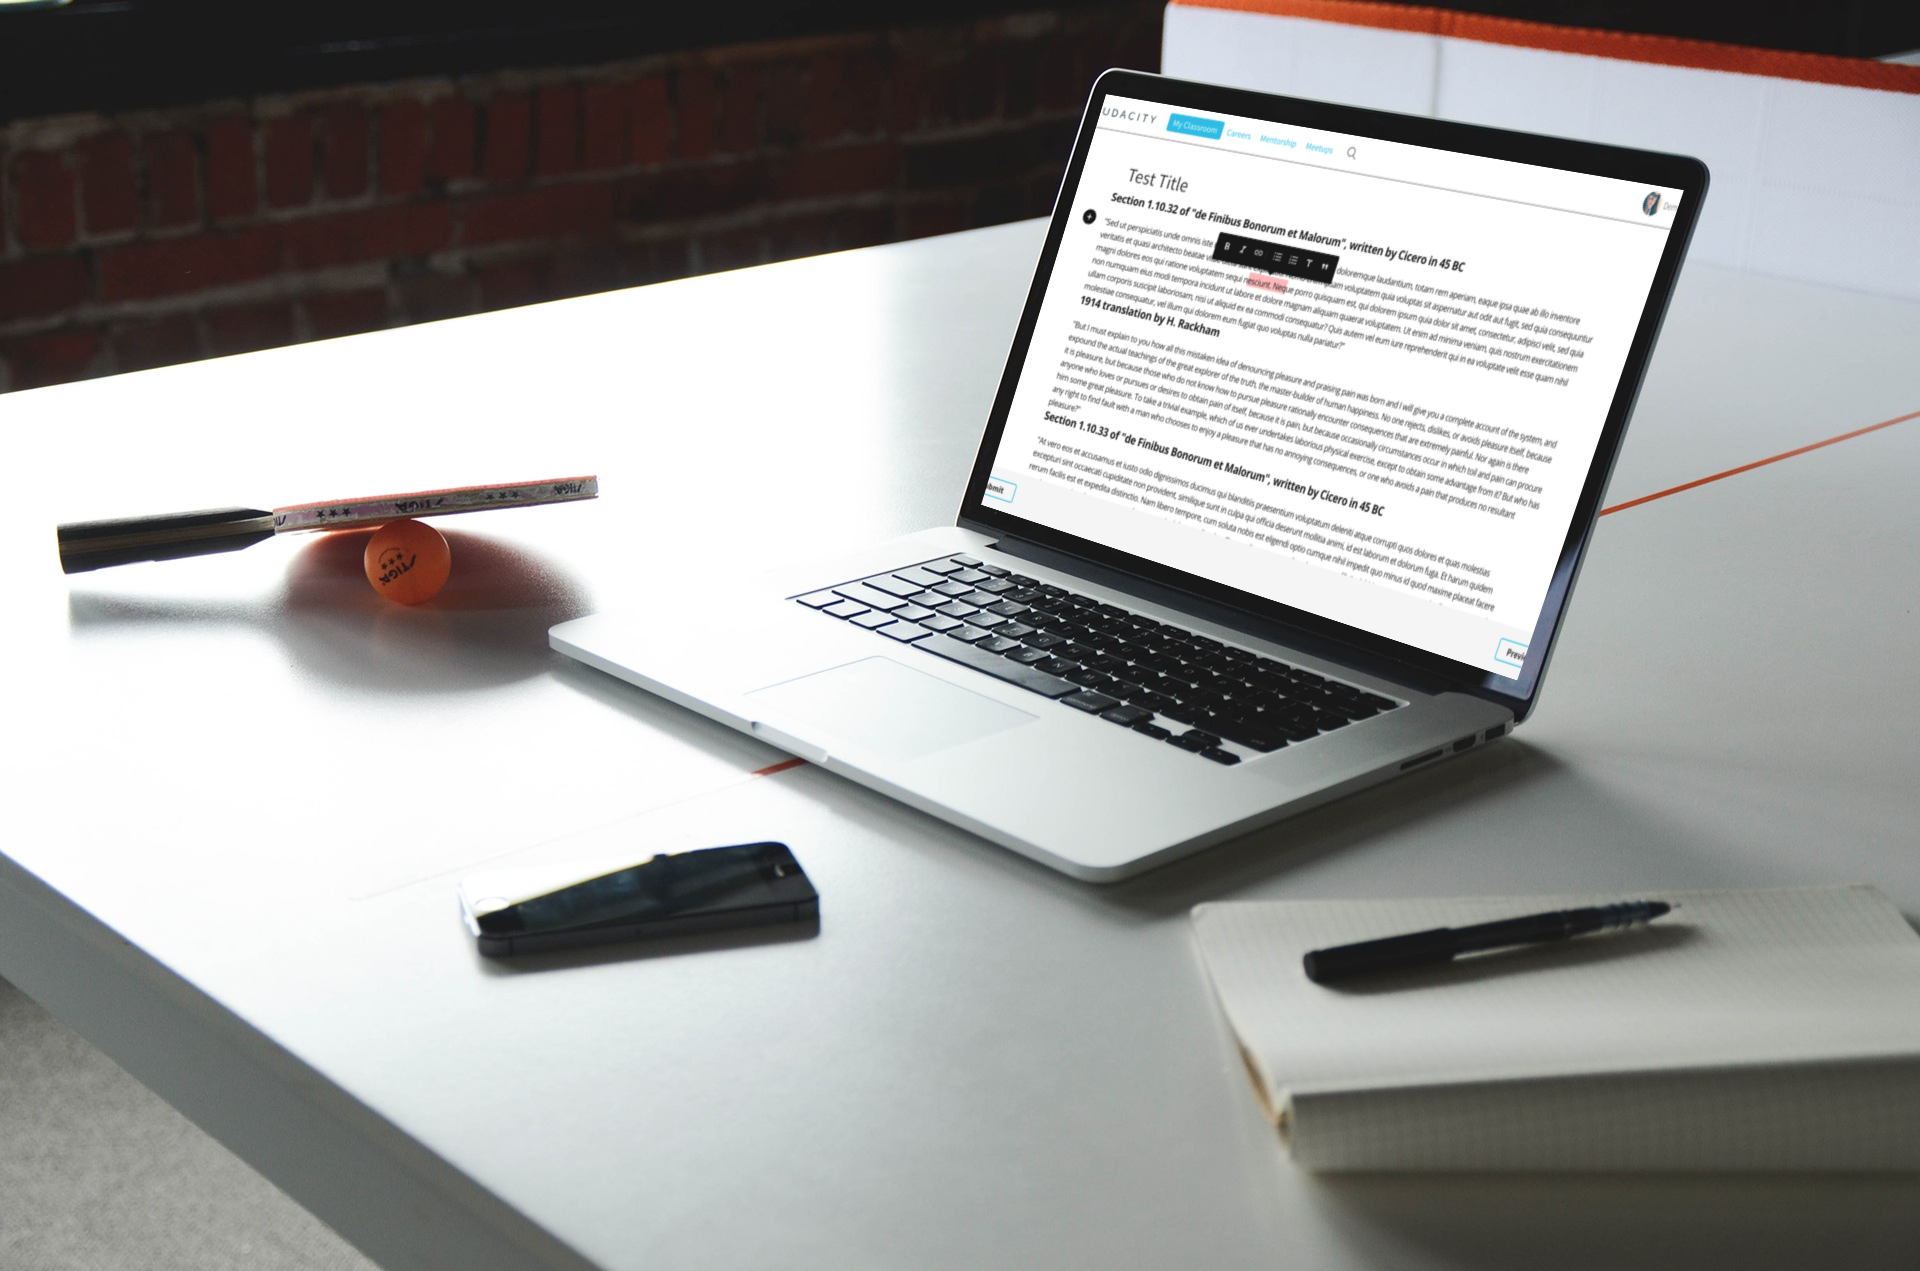 UDACITY My Classroom Careers Mentorship Meetups
Test Title
Section 1.10.32 of "de Finibus Bonorum et Malorum", written by Cicero in 45 BC
B I T
"Sed ut perspiciatis unde omnis iste doloremque laudantium, totam rem aperiam, eaque ipsa quae ab illo inventore
veritatis et quasi architecto beatae ipsam voluptatem quia voluptas sit aspernatur aut odit aut fugit, sed quia consequuntur
magni dolores eos qui ratione voluptatem sequi nesciunt. Neque porro quisquam est, qui dolorem ipsum quia dolor sit amet, consectetur, adipisci velit, sed quia
non numquam eius modi tempora incidunt ut labore et dolore magnam aliquam quaerat voluptatem. Ut enim ad minima veniam, quis nostrum exercitationem
ullam corporis suscipit laboriosam, nisi ut aliquid ex ea commodi consequatur? Quis autem vel eum iure reprehenderit qui in ea voluptate velit esse quam nihil
molestiae consequatur, vel illum qui dolorem eum fugiat quo voluptas nulla pariatur?"
1914 translation by H. Rackham
"But I must explain to you how all this mistaken idea of denouncing pleasure and praising pain was born and I will give you a complete account of the system, and
expound the actual teachings of the great explorer of the truth, the master-builder of human happiness. No one rejects, dislikes, or avoids pleasure itself, because
it is pleasure, but because those who do not know how to pursue pleasure rationally encounter consequences that are extremely painful. Nor again is there
anyone who loves or pursues or desires to obtain pain of itself, because it is pain, but because occasionally circumstances occur in which toil and pain can procure
him some great pleasure. To take a trivial example, which of us ever undertakes laborious physical exercise, except to obtain some advantage from it? But who has
any right to find fault with a man who chooses to enjoy a pleasure that has no annoying consequences, or one who avoids a pain that produces no resultant
pleasure?"
Section 1.10.33 of "de Finibus Bonorum et Malorum", written by Cicero in 45 BC
"At vero eos et accusamus et iusto odio dignissimos ducimus qui blanditiis praesentium voluptatum deleniti atque corrupti quos dolores et quas molestias
excepturi sint occaecati cupiditate non provident, similique sunt in culpa qui officia deserunt mollitia animi, id est laborum et dolorum fuga. Et harum quidem
rerum facilis est et expedita distinctio. Nam libero tempore, cum soluta nobis est eligendi optio cumque nihil impedit quo minus id quod maxime placeat facere
bmit
Previ
STIGA
STIGA
STIGA